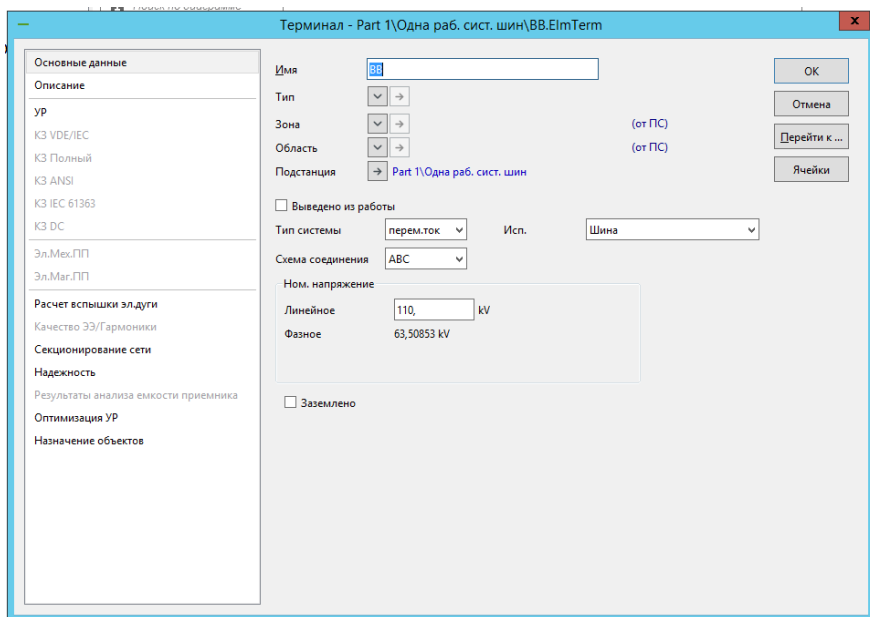 Терминал - Part 1\Одна раб. сист. шин\BB.ElmTerm
x
Основные данные
Описание
УР
КЗ VDE/IEC
КЗ Полный
КЗ ANSI
КЗ IEC 61363
КЗ DC
Эл.Мех.ПП
Эл.Маг.ПП
Расчет вспышки эл.дуги
Качество ЭЭ/Гармоники
Секционирование сети
Надежность
Результаты анализа емкости приемника
Оптимизация УР
Назначение объектов
Имя BB
Тип
Зона (от ПС)
Область (от ПС)
Подстанция Part 1\Одна раб. сист. шин
Выведено из работы
Тип системы перем.ток Исп. Шина
Схема соединения ABC
Ном. напряжение
Линейное 110, kV
Фазное 63,50853 kV
Заземлено
OK
Отмена
Перейти к ...
Ячейки